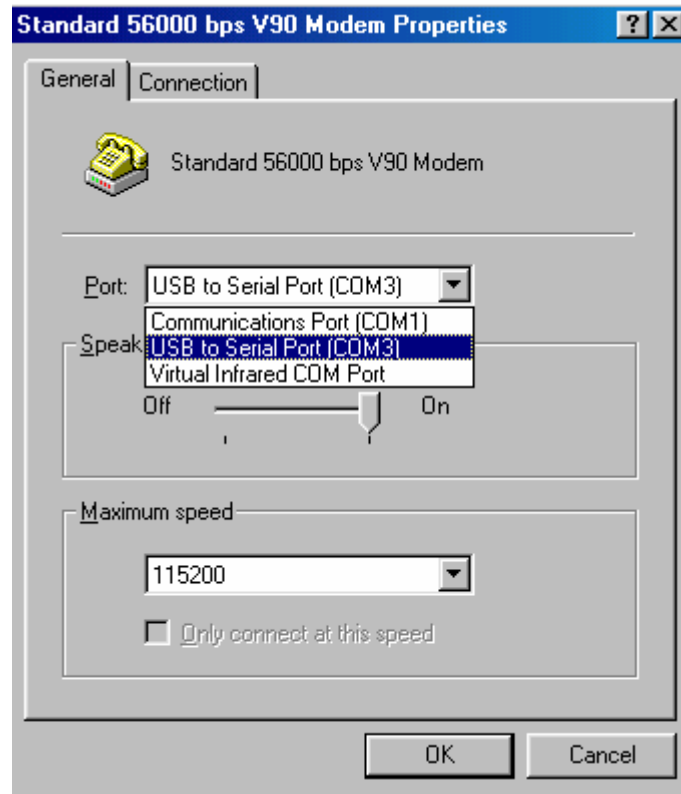 Standard 56000 bps V90 Modem Properties
General
Connection
Standard 56000 bps V90 Modem
Port: USB to Serial Port (COM3)
Communications Port (COM1)
USB to Serial Port (COM3)
Virtual Infrared COM Port
Speak
Off On
Maximum speed
115200
Only connect at this speed
OK Cancel